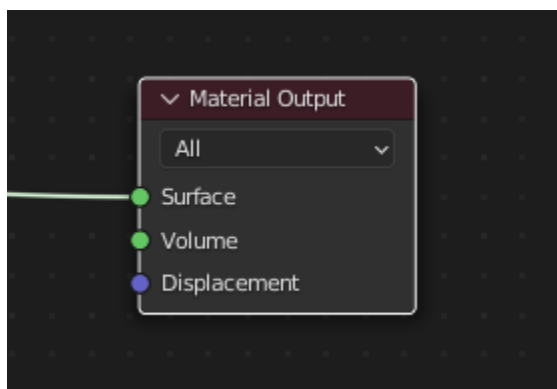 Material Output
All
Surface
Volume
Displacement